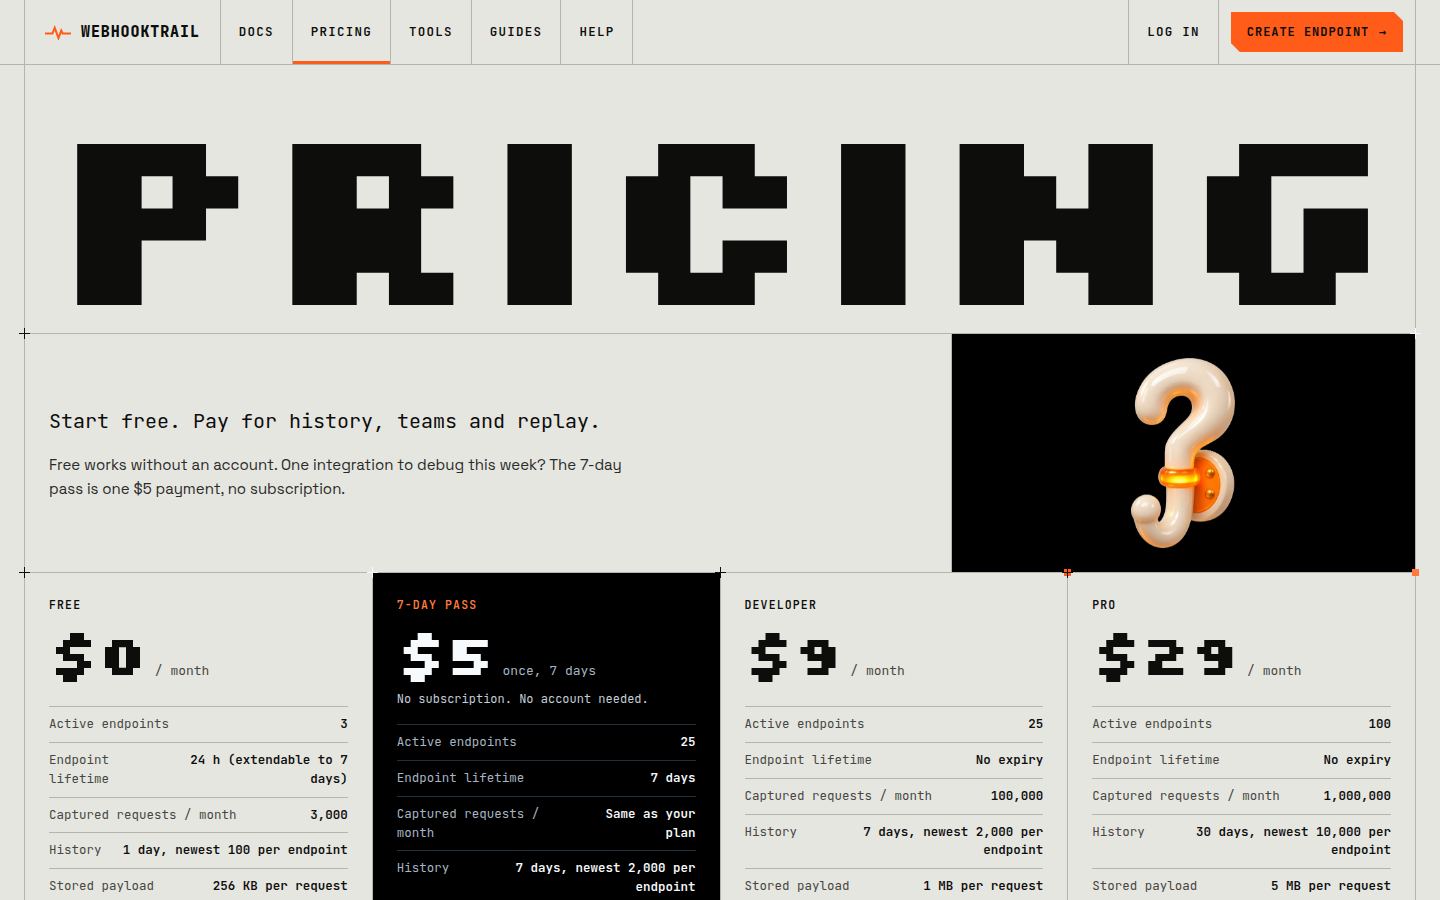 WEBHOOKTRAIL
DOCS
PRICING
TOOLS
GUIDES
HELP
LOG IN
CREATE ENDPOINT →
PRICING
Start free. Pay for history, teams and replay.
Free works without an account. One integration to debug this week? The 7-day
pass is one $5 payment, no subscription.
FREE
$0 / month
Active endpoints 3
Endpoint lifetime 24 h (extendable to 7 days)
Captured requests / month 3,000
History 1 day, newest 100 per endpoint
Stored payload 256 KB per request
7-DAY PASS
$5 once, 7 days
No subscription. No account needed.
Active endpoints 25
Endpoint lifetime 7 days
Captured requests / month Same as your plan
History 7 days, newest 2,000 per endpoint
DEVELOPER
$9 / month
Active endpoints 25
Endpoint lifetime No expiry
Captured requests / month 100,000
History 7 days, newest 2,000 per endpoint
Stored payload 1 MB per request
PRO
$29 / month
Active endpoints 100
Endpoint lifetime No expiry
Captured requests / month 1,000,000
History 30 days, newest 10,000 per endpoint
Stored payload 5 MB per request